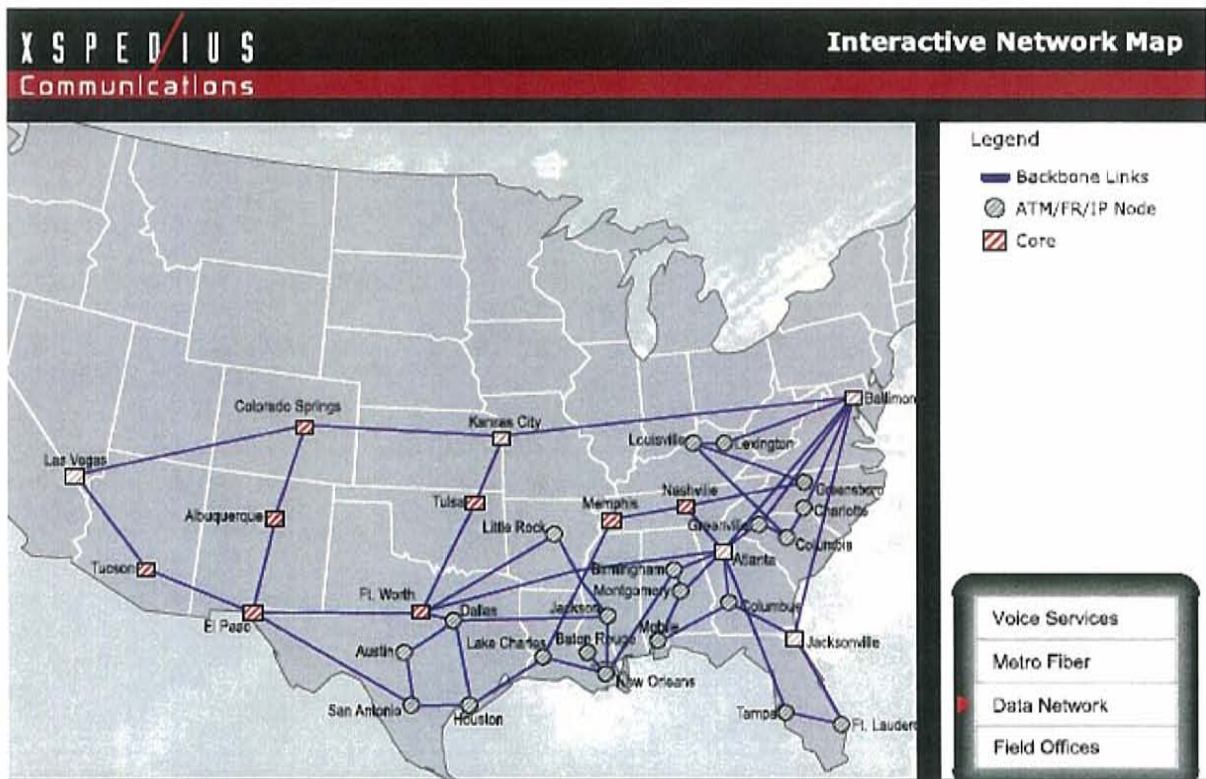 XSPEDIUS
Communications
Interactive Network Map
Legend
Backbone Links
ATM/FR/IP Node
Core
Colorado Springs
Kansas City
Baltimor
Louisville
Lexington
Las Vegas
Greensboro
Albuquerque
Tulsa
Memphis
Nashville
Charlotte
Little Rock
Greenville
Columbia
Atlanta
Tucson
Birmingham
Montgomery
Ft. Worth
Dallas
Jackson
Columbus
El Paso
Mobile
Austin
Lake Charles
Baton Rouge
Jacksonville
New Orleans
San Antonio
Houston
Tampa
Ft. Lauderd
Voice Services
Metro Fiber
Data Network
Field Offices